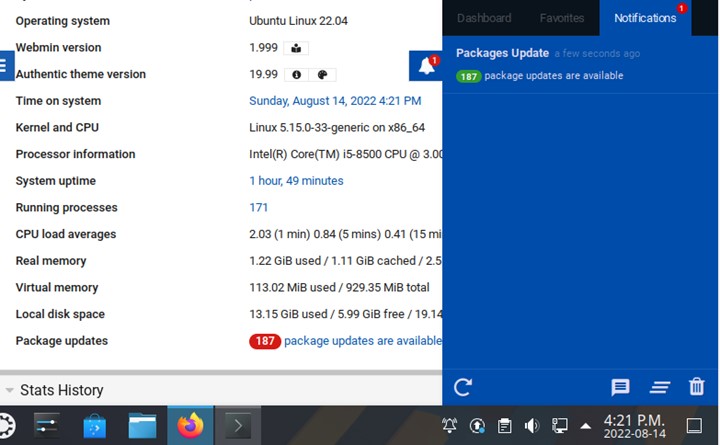 Dashboard Favorites Notifications 1
Operating system Ubuntu Linux 22.04
Webmin version 1.999
Authentic theme version 19.99
1
Time on system Sunday, August 14, 2022 4:21 PM
Kernel and CPU Linux 5.15.0-33-generic on x86_64
Processor information Intel(R) Core(TM) i5-8500 CPU @ 3.00
System uptime 1 hour, 49 minutes
Running processes 171
CPU load averages 2.03 (1 min) 0.84 (5 mins) 0.41 (15 mi
Real memory 1.22 GiB used / 1.11 GiB cached / 2.5
Virtual memory 113.02 MiB used / 929.35 MiB total
Local disk space 13.15 GiB used / 5.99 GiB free / 19.14
Package updates 187 package updates are available
Stats History
Packages Update a few seconds ago
187 package updates are available
4:21 P.M.
2022-08-14